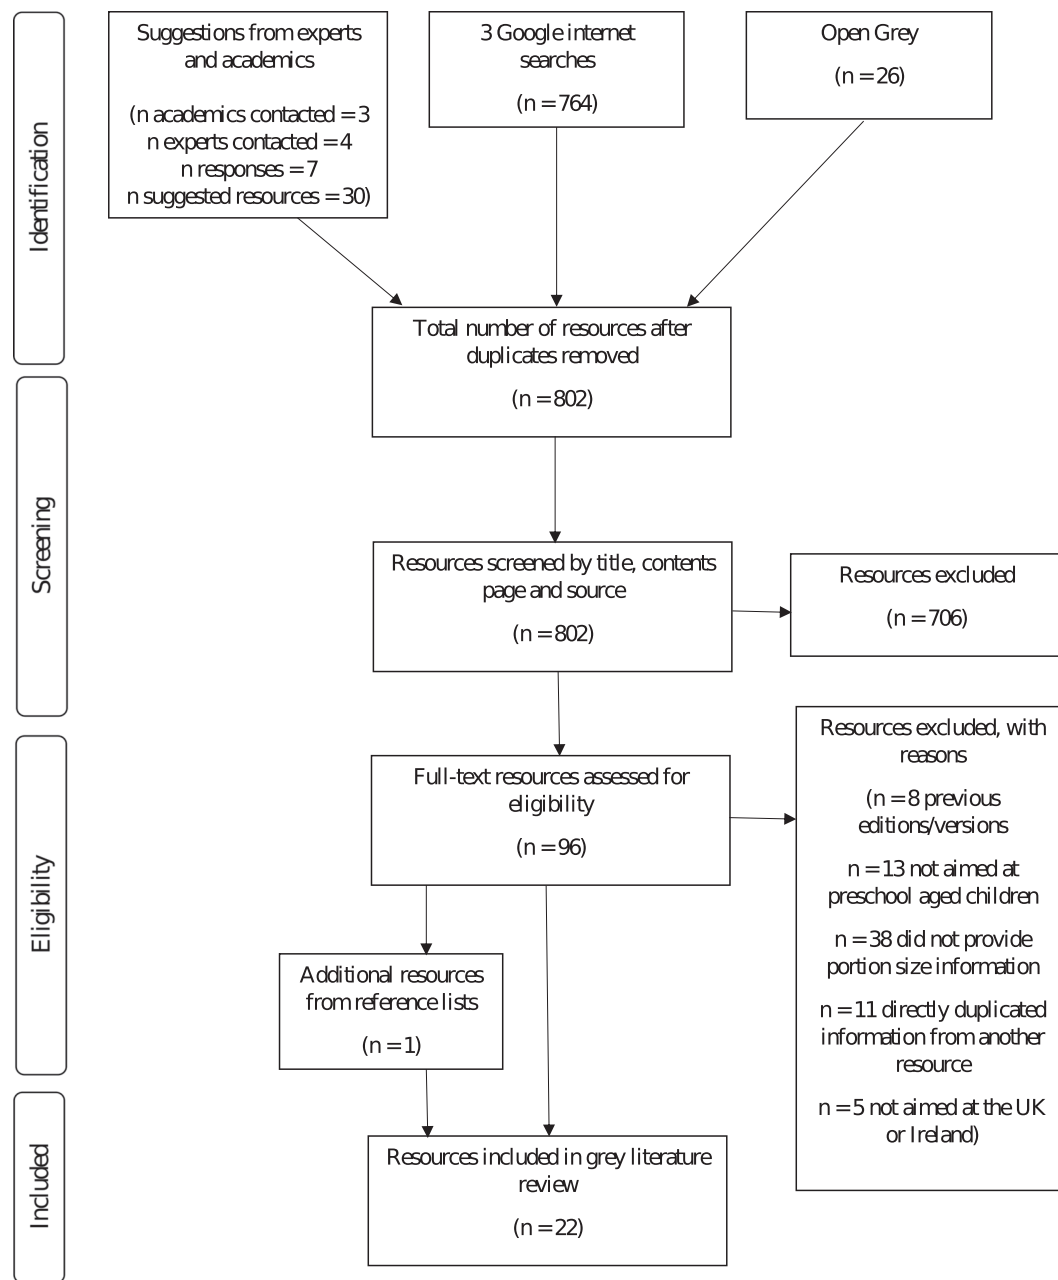 Identification
Suggestions from experts
and academics
(n academics contacted = 3
n experts contacted = 4
n responses = 7
n suggested resources = 30)
3 Google internet
searches
(n = 764)
Open Grey
(n = 26)
Total number of resources after
duplicates removed
(n = 802)
Screening
Resources screened by title, contents
page and source
(n = 802)
Resources excluded
(n = 706)
Eligibility
Full-text resources assessed for
eligibility
(n = 96)
Resources excluded, with
reasons
(n = 8 previous
editions/versions
n = 13 not aimed at
preschool aged children
n = 38 did not provide
portion size information
n = 11 directly duplicated
information from another
resource
n = 5 not aimed at the UK
or Ireland)
Additional resources
from reference lists
(n = 1)
Included
Resources included in grey literature
review
(n = 22)